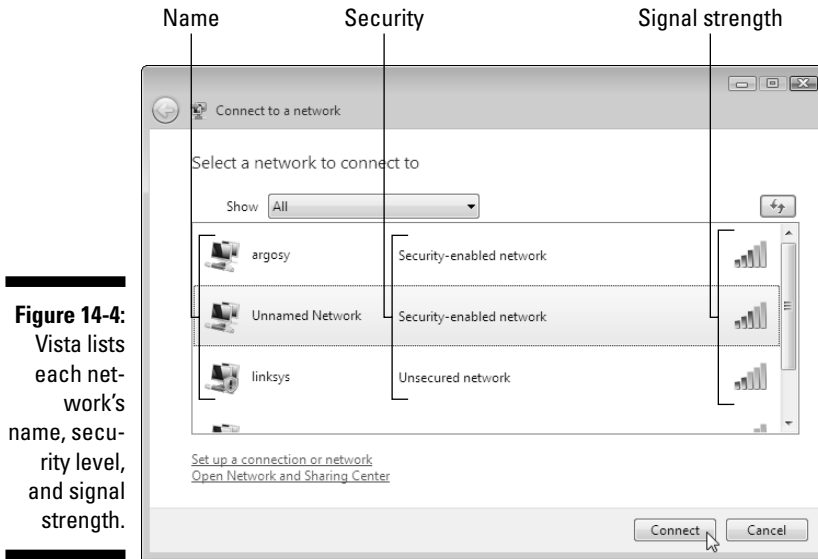 Name Security Signal strength
Connect to a network
Select a network to connect to
Show All
argosy Security-enabled network
Unnamed Network Security-enabled network
linksys Unsecured network
Set up a connection or network
Open Network and Sharing Center
Connect Cancel
Figure 14-4:
Vista lists
each net-
work's
name, secu-
rity level,
and signal
strength.